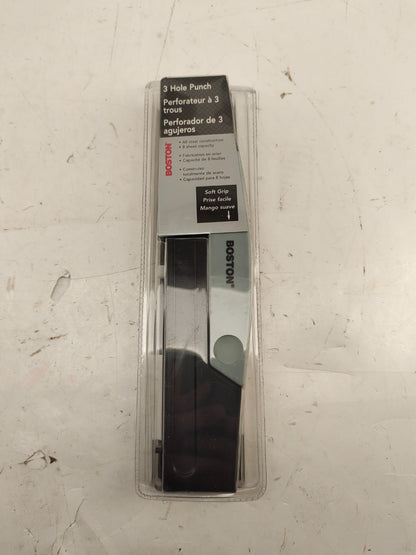 3 Hole Punch
Perforateur à 3
trous
Perforador de 3
agujeros
BOSTON
• All steel construction
• 8 sheet capacity
• Fabrication en acier
• Capacité de 8 feuilles
• Construido
totalmente de acero
• Capacidad para 8 hojas
Soft Grip
Prise facile
Mango suave
BOSTON®